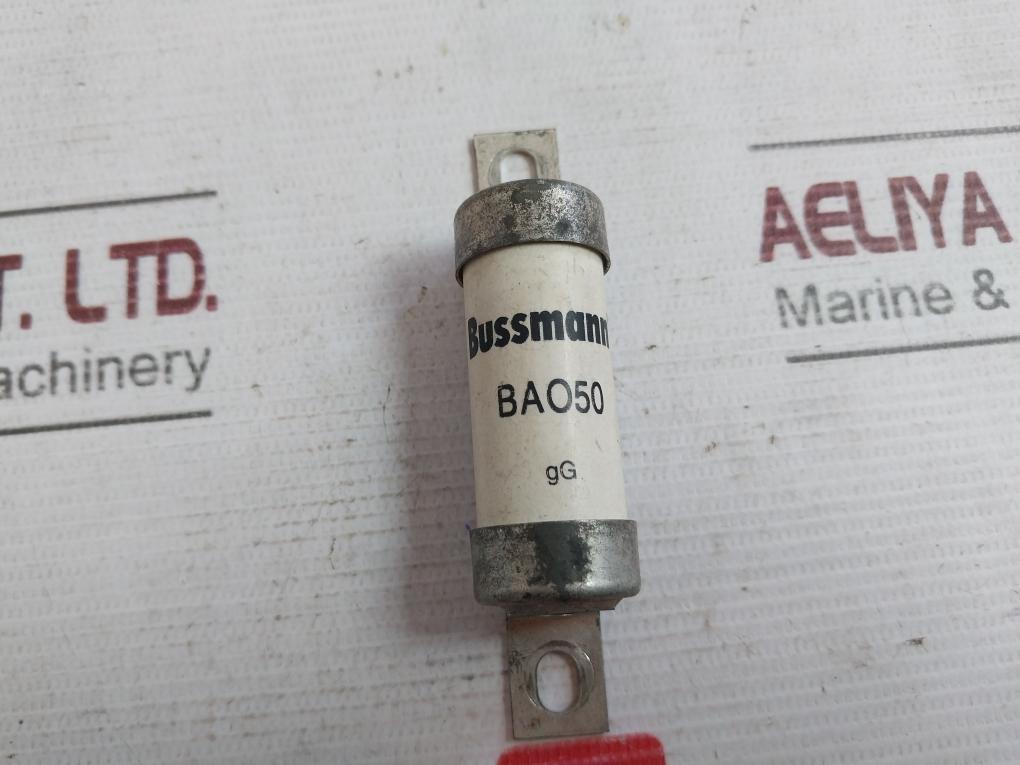 T. LTD.
achinery
AELIYA
Marine &
Bussmann
BAO50
gG